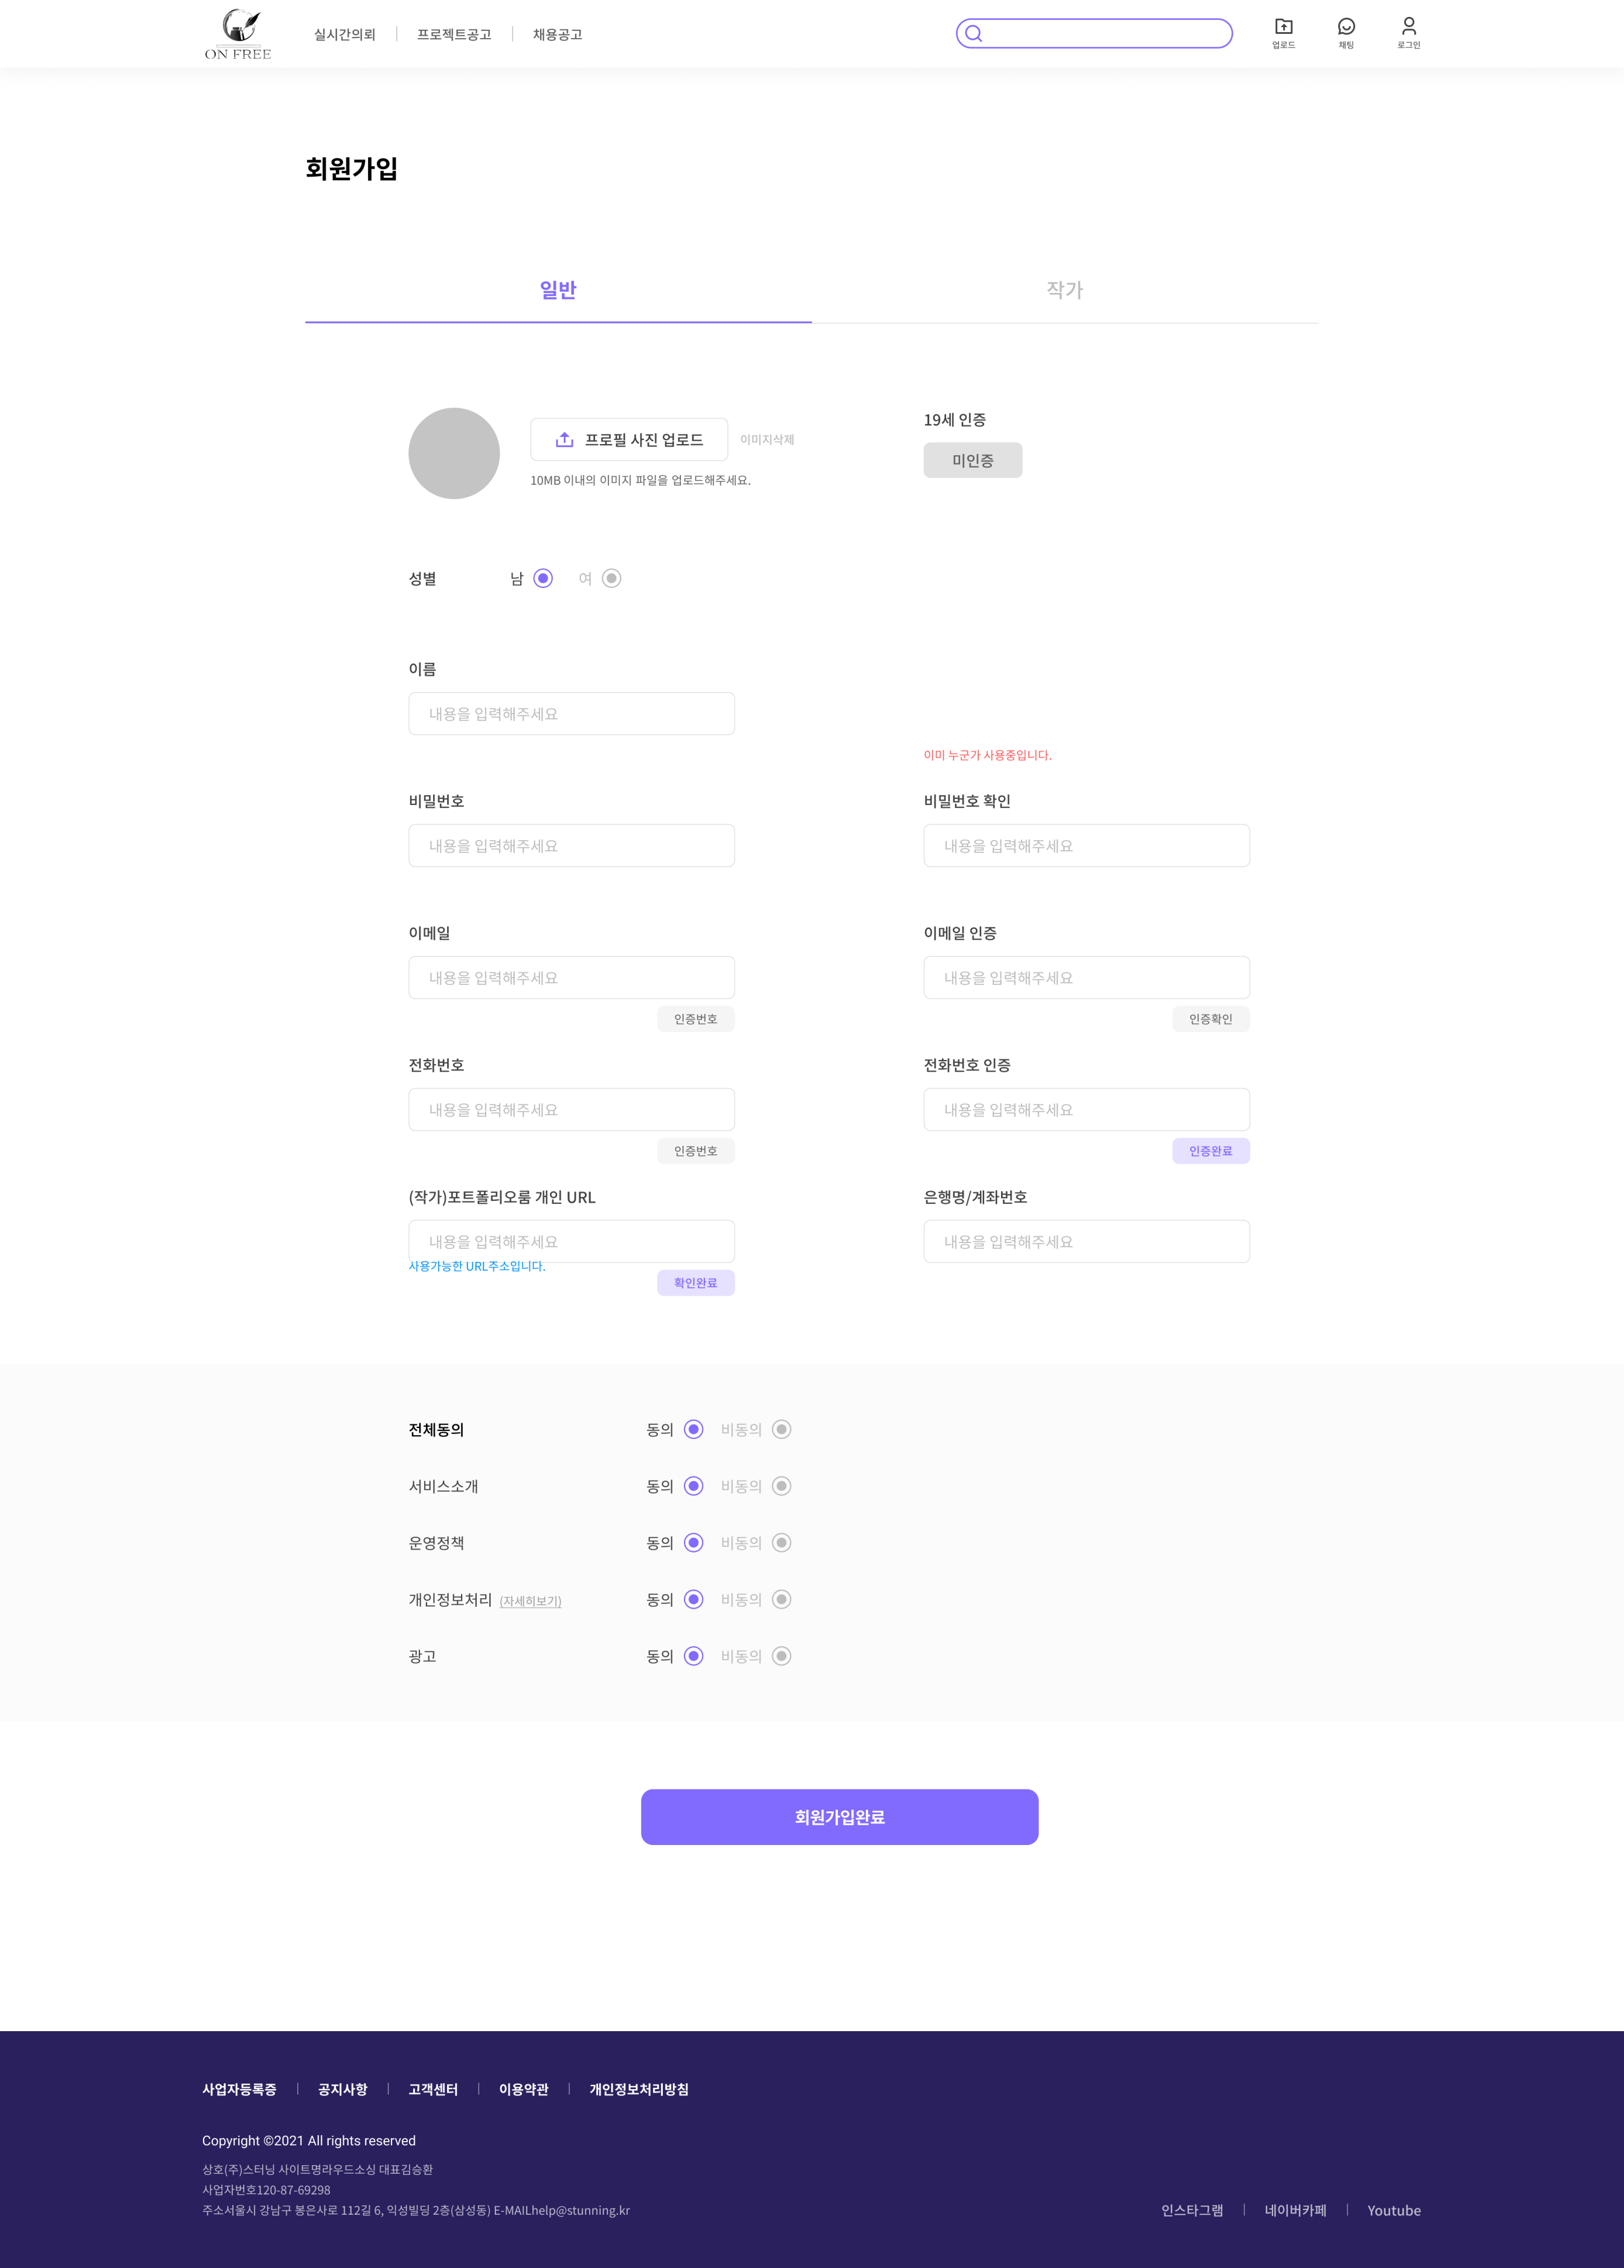 ON FREE
실시간의뢰
프로젝트공고
채용공고
업로드
채팅
로그인
회원가입
일반
작가
프로필 사진 업로드
이미지삭제
10MB 이내의 이미지 파일을 업로드해주세요.
19세 인증
미인증
성별
남
여
이름
내용을 입력해주세요
이미 누군가 사용중입니다.
비밀번호
비밀번호 확인
내용을 입력해주세요
내용을 입력해주세요
이메일
이메일 인증
내용을 입력해주세요
내용을 입력해주세요
인증번호
인증확인
전화번호
전화번호 인증
내용을 입력해주세요
내용을 입력해주세요
인증번호
인증완료
(작가)포트폴리오룸 개인 URL
은행명/계좌번호
내용을 입력해주세요
내용을 입력해주세요
사용가능한 URL주소입니다.
확인완료
전체동의
동의
비동의
서비스소개
동의
비동의
운영정책
동의
비동의
개인정보처리 (자세히보기)
동의
비동의
광고
동의
비동의
회원가입완료
사업자등록증
공지사항
고객센터
이용약관
개인정보처리방침
Copyright ©2021 All rights reserved
상호(주)스터닝 사이트명라우드소싱 대표김승환
사업자번호120-87-69298
주소서울시 강남구 봉은사로 112길 6, 익성빌딩 2층(삼성동) E-MAILhelp@stunning.kr
인스타그램
네이버카페
Youtube